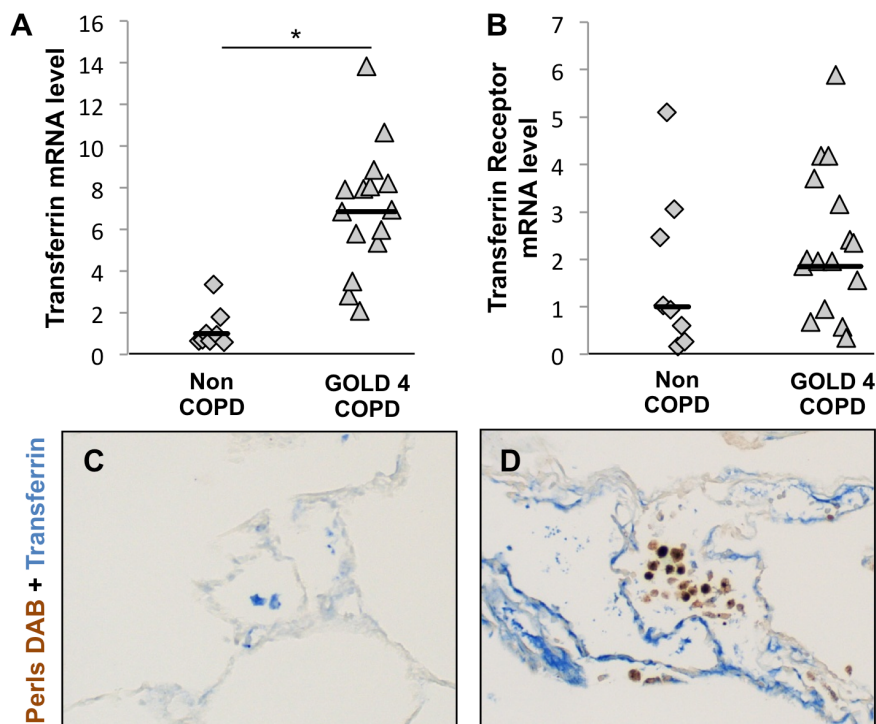 A
Transferrin mRNA level
16
14
12
10
8
6
4
2
0
*
Non
COPD
GOLD 4
COPD
B
Transferrin Receptor
mRNA level
7
6
5
4
3
2
1
0
Non
COPD
GOLD 4
COPD
Perls DAB + Transferrin
C
D